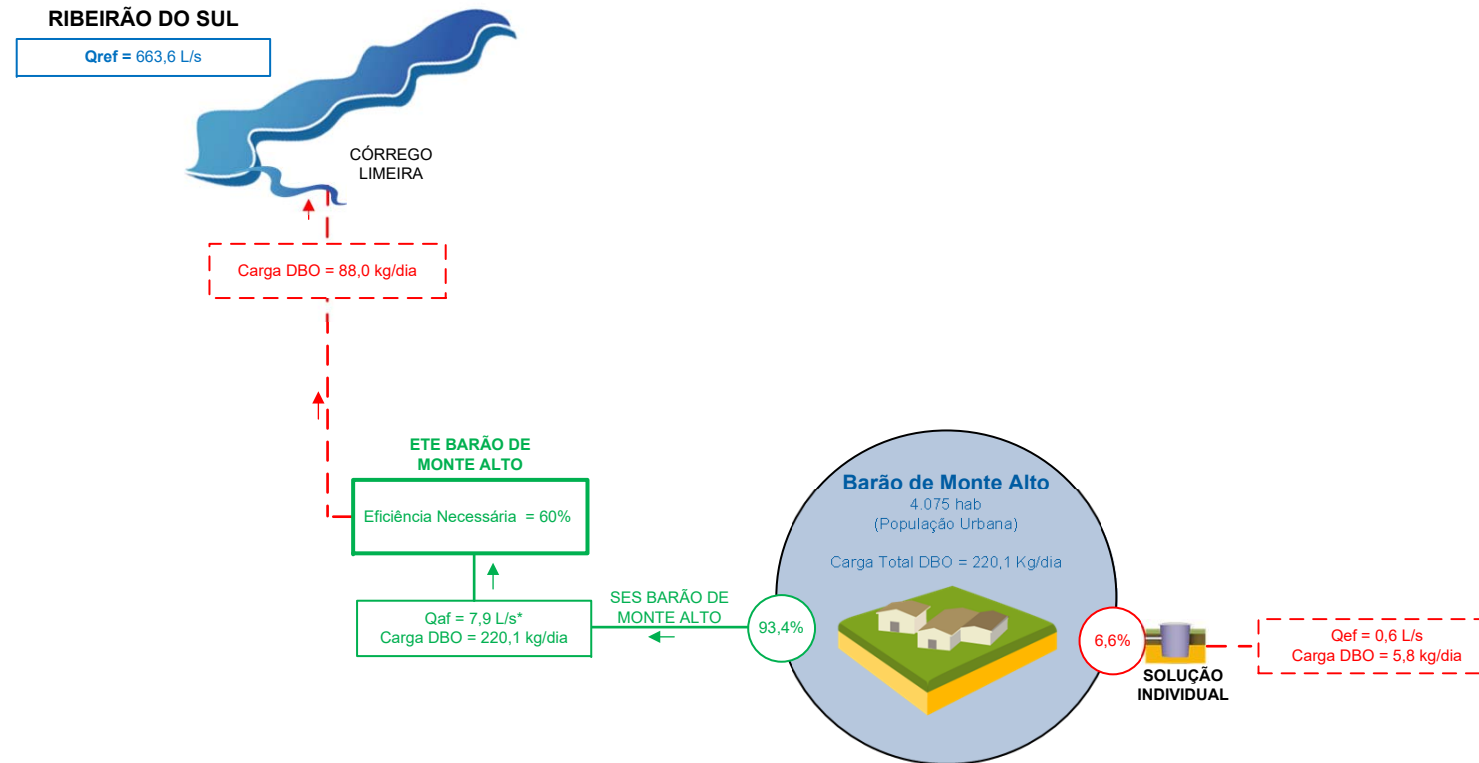 RIBEIRÃO DO SUL
Qref = 663,6 L/s
CÓRREGO
LIMEIRA
Carga DBO = 88,0 kg/dia
ETE BARÃO DE
MONTE ALTO
Eficiência Necessária = 60%
Qaf = 7,9 L/s*
Carga DBO = 220,1 kg/dia
SES BARÃO DE
MONTE ALTO
93,4%
Barão de Monte Alto
4.075 hab
(População Urbana)
Carga Total DBO = 220,1 Kg/dia
6,6%
SOLUÇÃO
INDIVIDUAL
Qef = 0,6 L/s
Carga DBO = 5,8 kg/dia